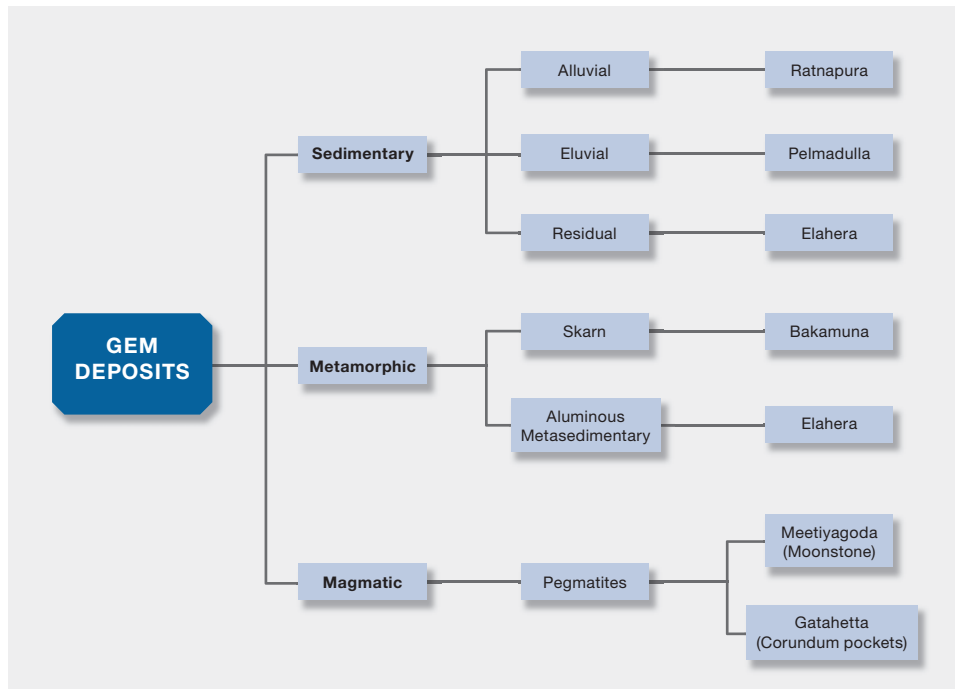 GEM
DEPOSITS
Sedimentary
Alluvial
Ratnapura
Eluvial
Pelmadulla
Residual
Elahera
Metamorphic
Skarn
Bakamuna
Aluminous
Metasedimentary
Elahera
Magmatic
Pegmatites
Meetiyagoda
(Moonstone)
Gatahetta
(Corundum pockets)